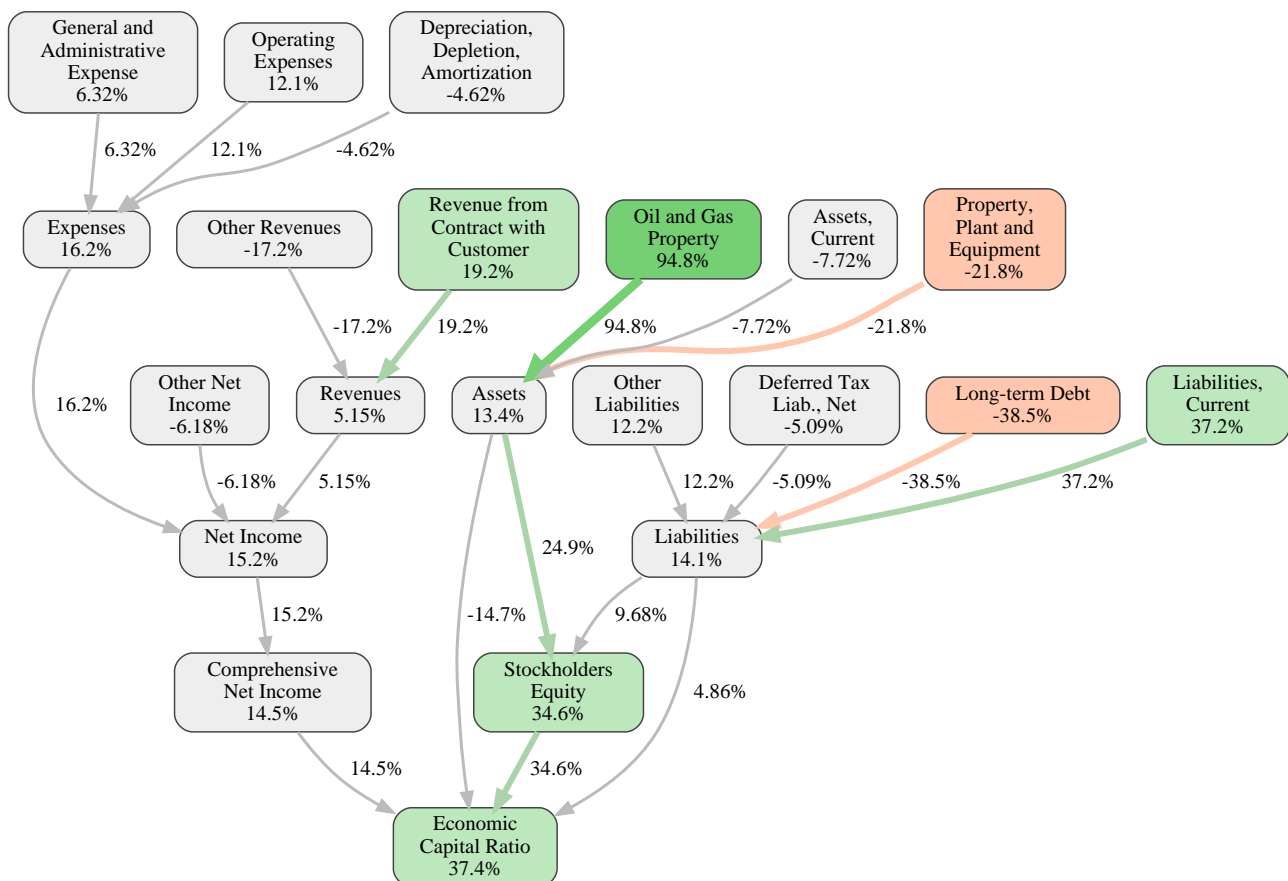 General and
Administrative
Expense
6.32%
Operating
Expenses
12.1%
Depreciation,
Depletion,
Amortization
-4.62%
6.32%
12.1%
-4.62%
Expenses
16.2%
Other Revenues
-17.2%
Revenue from
Contract with
Customer
19.2%
Oil and Gas
Property
94.8%
Assets,
Current
-7.72%
Property,
Plant and
Equipment
-21.8%
-17.2%
19.2%
94.8%
-7.72%
-21.8%
16.2%
Other Net
Income
-6.18%
Revenues
5.15%
Assets
13.4%
Other
Liabilities
12.2%
Deferred Tax
Liab., Net
-5.09%
Long-term Debt
-38.5%
Liabilities,
Current
37.2%
-6.18%
5.15%
12.2%
-5.09%
-38.5%
37.2%
Net Income
15.2%
24.9%
Liabilities
14.1%
15.2%
-14.7%
9.68%
Comprehensive
Net Income
14.5%
Stockholders
Equity
34.6%
4.86%
14.5%
34.6%
Economic
Capital Ratio
37.4%